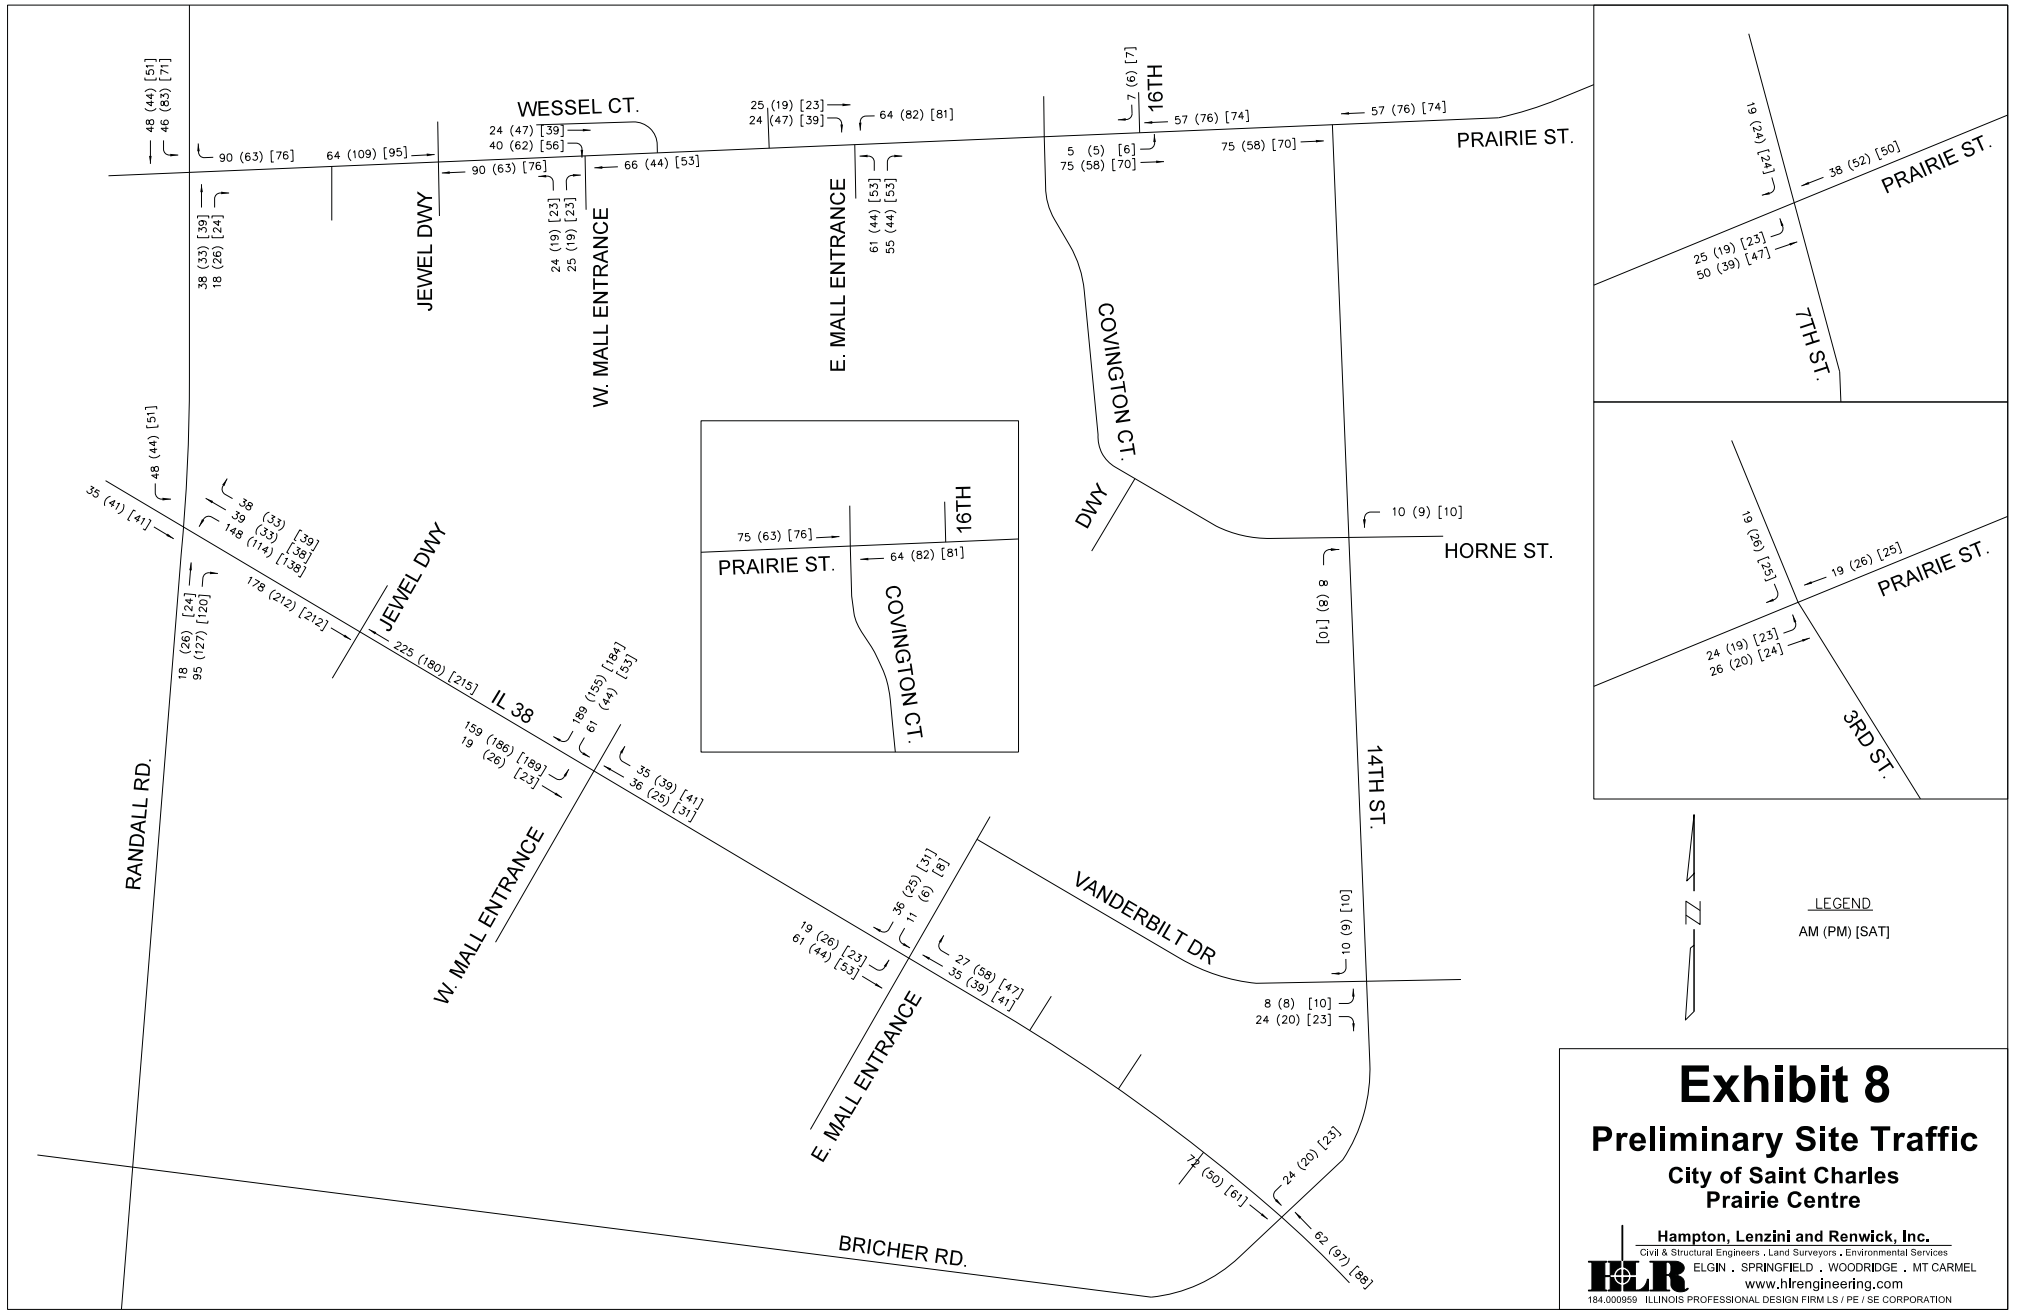 48 (44) [51]
46 (83) [71]
90 (63) [76]
38 (33) [39]
18 (26) [24]
64 (109) [95]
90 (63) [76]
JEWEL DWY
WESSEL CT.
24 (47) [39]
40 (62) [56]
66 (44) [53]
24 (19) [23]
25 (19) [23]
W. MALL ENTRANCE
25 (19) [23]
24 (47) [39]
64 (82) [81]
61 (44) [53]
55 (44) [53]
E. MALL ENTRANCE
7 (6) [7]
16TH
57 (76) [74]
5 (5) [6]
75 (58) [70]
75 (58) [70]
57 (76) [74]
PRAIRIE ST.
COVINGTON CT.
DWY
10 (9) [10]
HORNE ST.
8 (8) [10]
14TH ST.
75 (63) [76]
PRAIRIE ST.
16TH
64 (82) [81]
COVINGTON CT.
48 (44) [51]
35 (41) [41]
38 (33) [39]
39 (33) [38]
148 (114) [138]
18 (26) [24]
95 (127) [120]
178 (212) [212]
JEWEL DWY
225 (180) [215]
IL 38
RANDALL RD.
189 (155) [184]
61 (44) [53]
159 (186) [189]
19 (26) [23]
35 (39) [41]
36 (25) [31]
W. MALL ENTRANCE
36 (25) [31]
11 (6) [8]
19 (26) [23]
61 (44) [53]
27 (58) [47]
35 (39) [41]
E. MALL ENTRANCE
VANDERBILT DR
10 (9) [10]
8 (8) [10]
24 (20) [23]
24 (20) [23]
72 (50) [61]
62 (97) [88]
BRICHER RD.
19 (24) [24]
38 (52) [50]
PRAIRIE ST.
25 (19) [23]
50 (39) [47]
7TH ST.
19 (26) [25]
19 (26) [25]
PRAIRIE ST.
24 (19) [23]
26 (20) [24]
3RD ST.
N
LEGEND
AM (PM) [SAT]
Exhibit 8
Preliminary Site Traffic
City of Saint Charles
Prairie Centre
Hampton, Lenzini and Renwick, Inc.
Civil & Structural Engineers . Land Surveyors . Environmental Services
HLR
ELGIN . SPRINGFIELD . WOODRIDGE . MT CARMEL
www.hlrengineering.com
184.000959 ILLINOIS PROFESSIONAL DESIGN FIRM LS / PE / SE CORPORATION